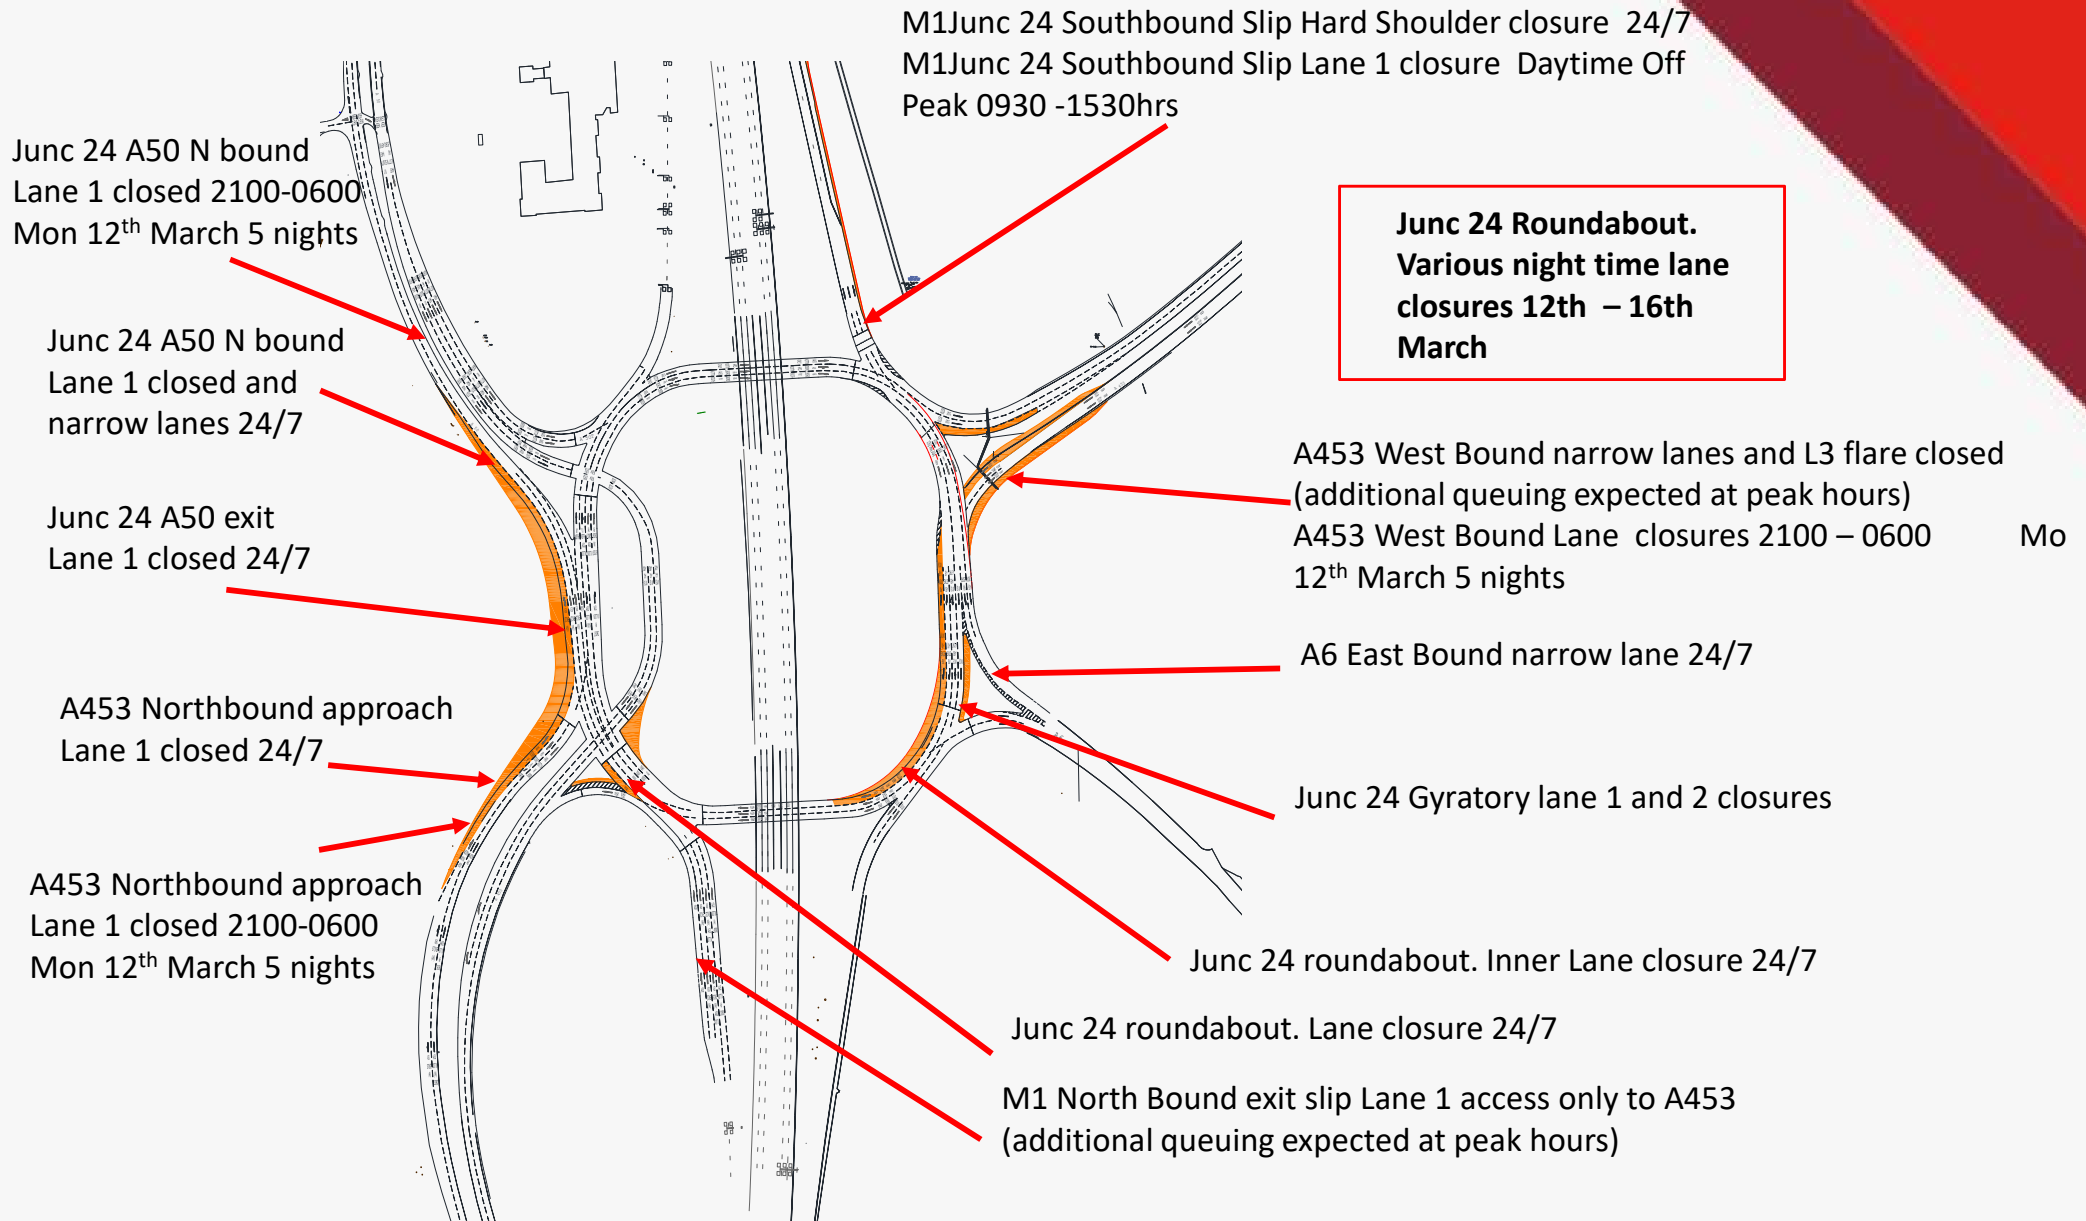 M1Junc 24 Southbound Slip Hard Shoulder closure  24/7
M1Junc 24 Southbound Slip Lane 1 closure  Daytime Off
Peak 0930 -1530hrs
Junc 24 A50 N bound
Lane 1 closed 2100-0600
Mon 12th March 5 nights
Junc 24 Roundabout.
Various night time lane
closures 12th  – 16th
March
Junc 24 A50 N bound
Lane 1 closed and
narrow lanes 24/7
A453 West Bound narrow lanes and L3 flare closed
(additional queuing expected at peak hours)
A453 West Bound Lane  closures 2100 – 0600 Mo
12th March 5 nights
Junc 24 A50 exit
Lane 1 closed 24/7
A6 East Bound narrow lane 24/7
A453 Northbound approach
Lane 1 closed 24/7
Junc 24 Gyratory lane 1 and 2 closures
A453 Northbound approach
Lane 1 closed 2100-0600
Mon 12th March 5 nights
Junc 24 roundabout. Inner Lane closure 24/7
Junc 24 roundabout. Lane closure 24/7
M1 North Bound exit slip Lane 1 access only to A453
(additional queuing expected at peak hours)